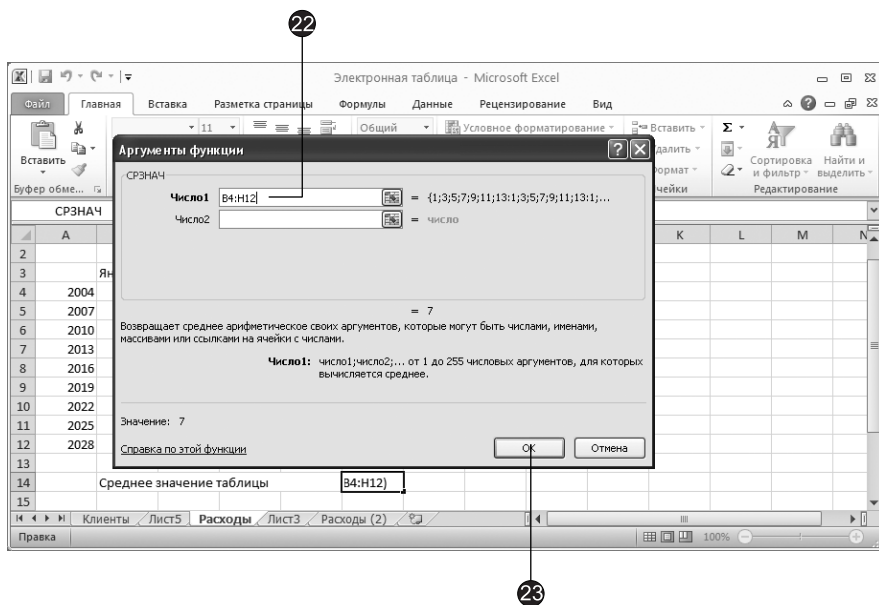 22
Электронная таблица - Microsoft Excel
Файл Главная Вставка Разметка страницы Формулы Данные Рецензирование Вид
Вставить
11
Общий
Условное форматирование
Вставить
Σ
Сортировка и фильтр
Найти и выделить
Буфер обме...
чейки
Редактирование
СРЗНАЧ
Аргументы функции
СРЗНАЧ
Число1 B4:H12 = {1;3;5;7;9;11;13:1;3;5;7;9;11;13:1;...
Число2 = число
= 7
Возвращает среднее арифметическое своих аргументов, которые могут быть числами, именами,
массивами или ссылками на ячейки с числами.
Число1: число1;число2;... от 1 до 255 числовых аргументов, для которых
вычисляется среднее.
Значение: 7
Справка по этой функции
ОК Отмена
A K L M N
2
3 Ян
4 2004
5 2007
6 2010
7 2013
8 2016
9 2019
10 2022
11 2025
12 2028
13
14 Среднее значение таблицы B4:H12)
15
Клиенты Лист5 Расходы Лист3 Расходы (2)
Правка 100%
23